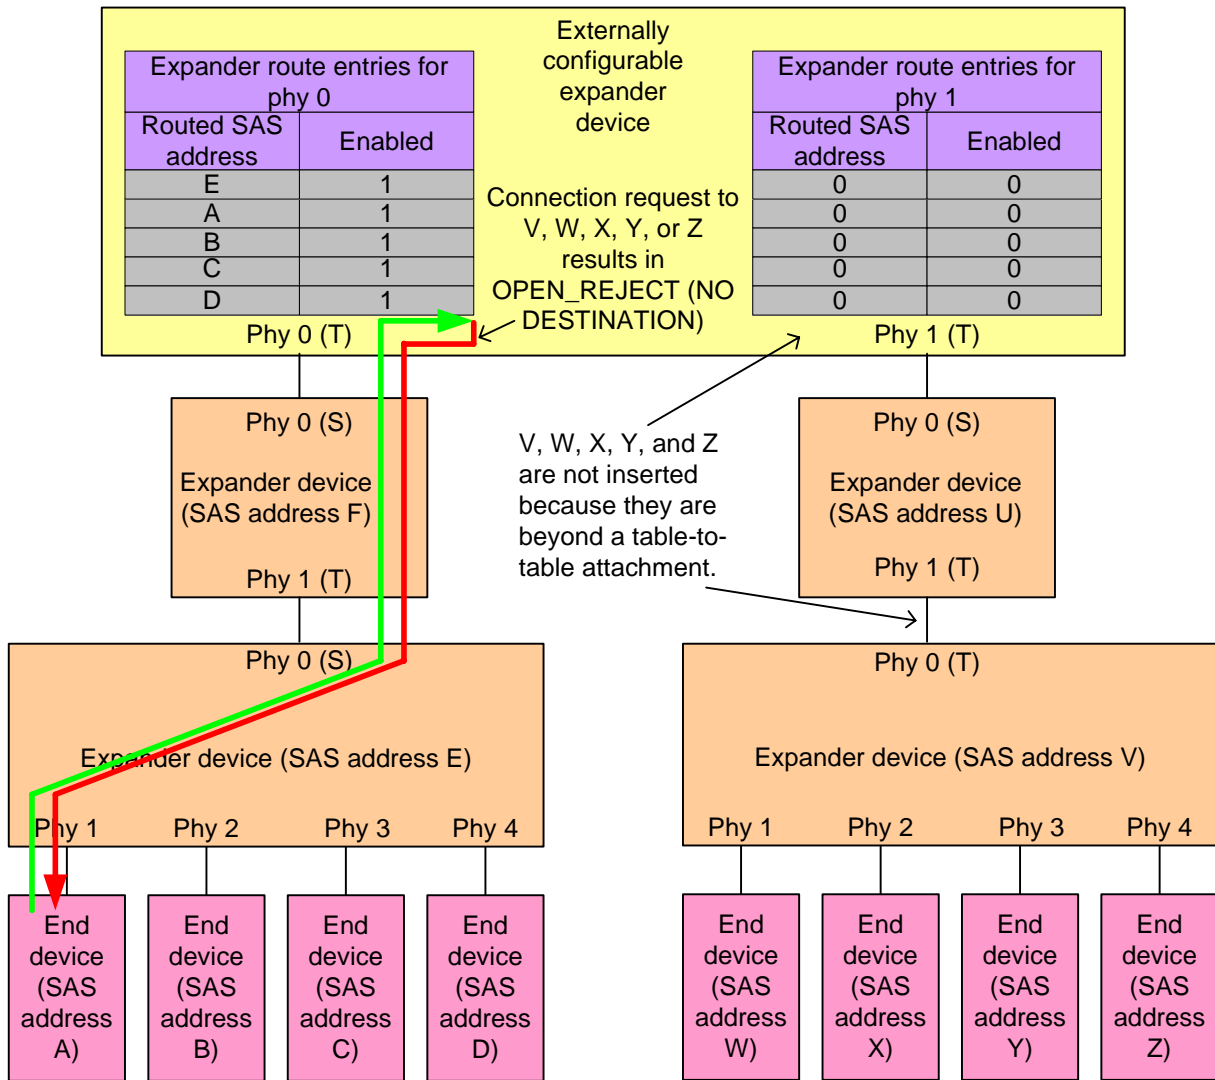 Externally
configurable
expander
device
Expander route entries for
phy 0
Routed SAS
address
Enabled
E 1
A 1
B 1
C 1
D 1
Expander route entries for
phy 1
Routed SAS
address
Enabled
0 0
0 0
0 0
0 0
0 0
Connection request to
V, W, X, Y, or Z
results in
OPEN_REJECT (NO
DESTINATION)
Phy 0 (T)
Phy 1 (T)
Phy 0 (S)
Expander device
(SAS address F)
Phy 1 (T)
V, W, X, Y, and Z
are not inserted
because they are
beyond a table-to-
table attachment.
Phy 0 (S)
Expander device
(SAS address U)
Phy 1 (T)
Phy 0 (S)
Expander device (SAS address E)
Phy 1 Phy 2 Phy 3 Phy 4
Phy 0 (T)
Expander device (SAS address V)
Phy 1 Phy 2 Phy 3 Phy 4
End
device
(SAS
address
A)
End
device
(SAS
address
B)
End
device
(SAS
address
C)
End
device
(SAS
address
D)
End
device
(SAS
address
W)
End
device
(SAS
address
X)
End
device
(SAS
address
Y)
End
device
(SAS
address
Z)